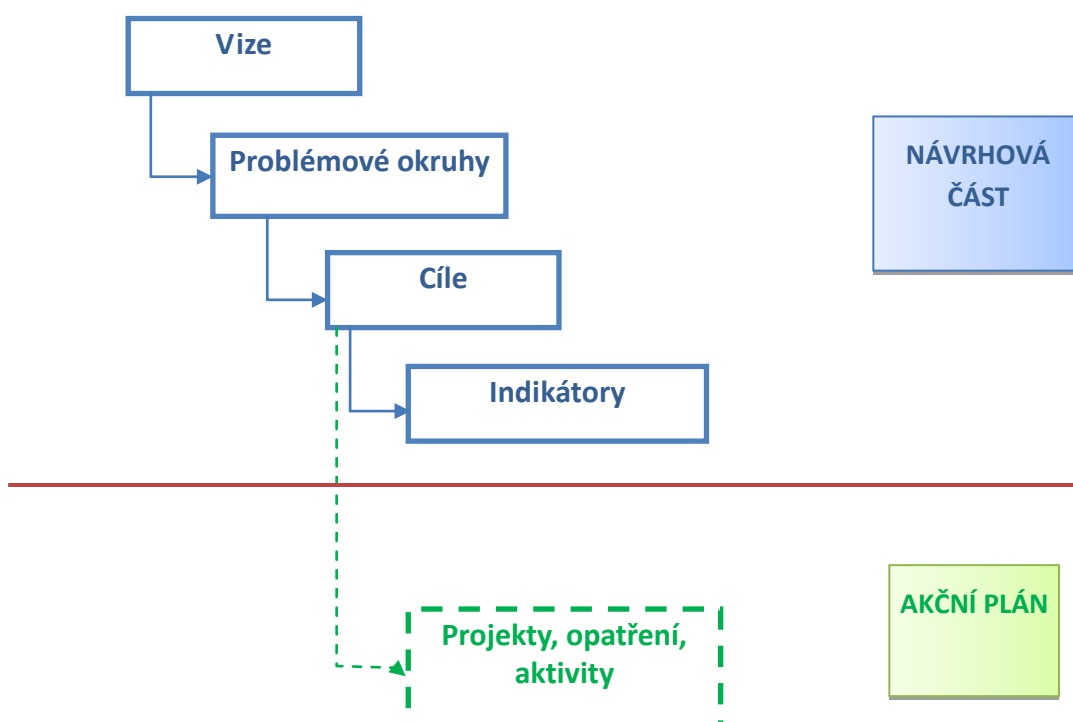 Vize
Problémové okruhy
NÁVRHOVÁ
ČÁST
Cíle
Indikátory
AKČNÍ PLÁN
Projekty, opatření,
aktivity